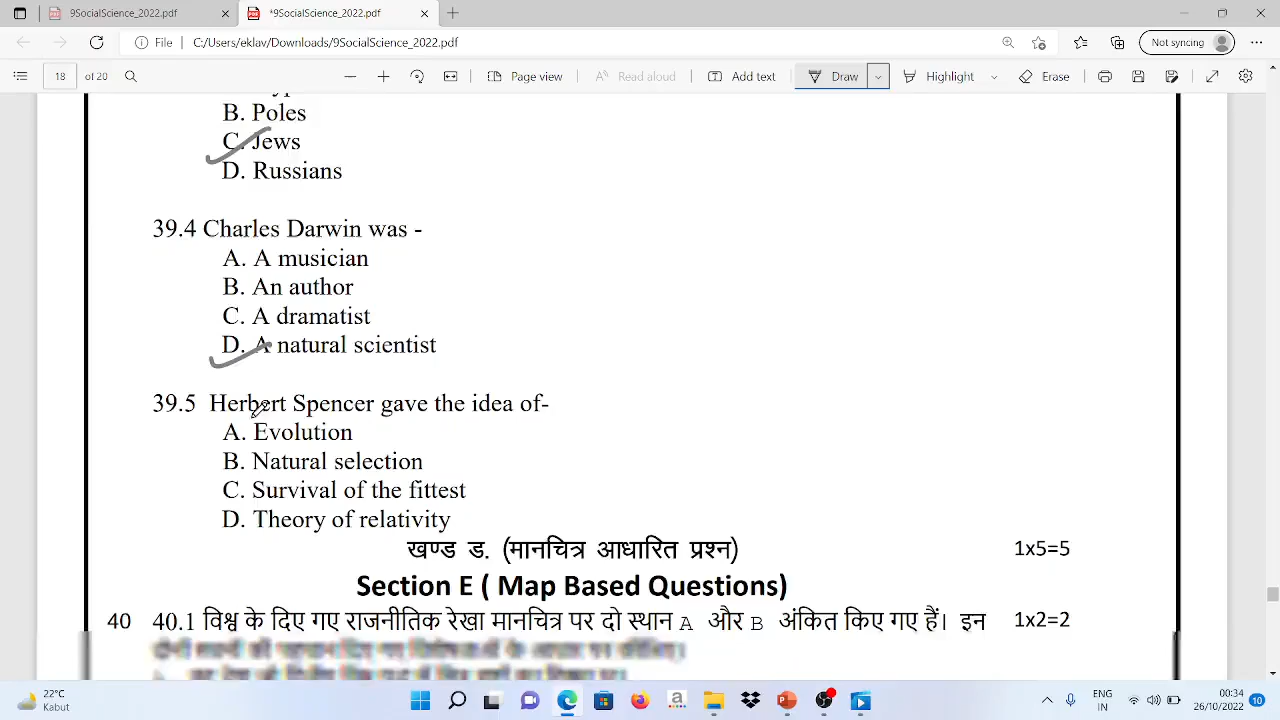 9SocialScience_2022.pdf
*9SocialScience_2022.pdf
File
C:/Users/eklav/Downloads/9SocialScience_2022.pdf
Not syncing
18 of 20
Page view
Read aloud
Add text
Draw
Highlight
Erase
B. Poles
C. Jews
D. Russians
39.4 Charles Darwin was -
A. A musician
B. An author
C. A dramatist
D. A natural scientist
39.5 Herbert Spencer gave the idea of-
A. Evolution
B. Natural selection
C. Survival of the fittest
D. Theory of relativity
खण्ड ड. (मानचित्र आधारित प्रश्न) 1x5=5
Section E ( Map Based Questions)
40 40.1 विश्व के दिए गए राजनीतिक रेखा मानचित्र पर दो स्थान A और B अंकित किए गए हैं। इन 1x2=2
22°C
Kabut
ENG
IN
00:34
26/10/2022
10